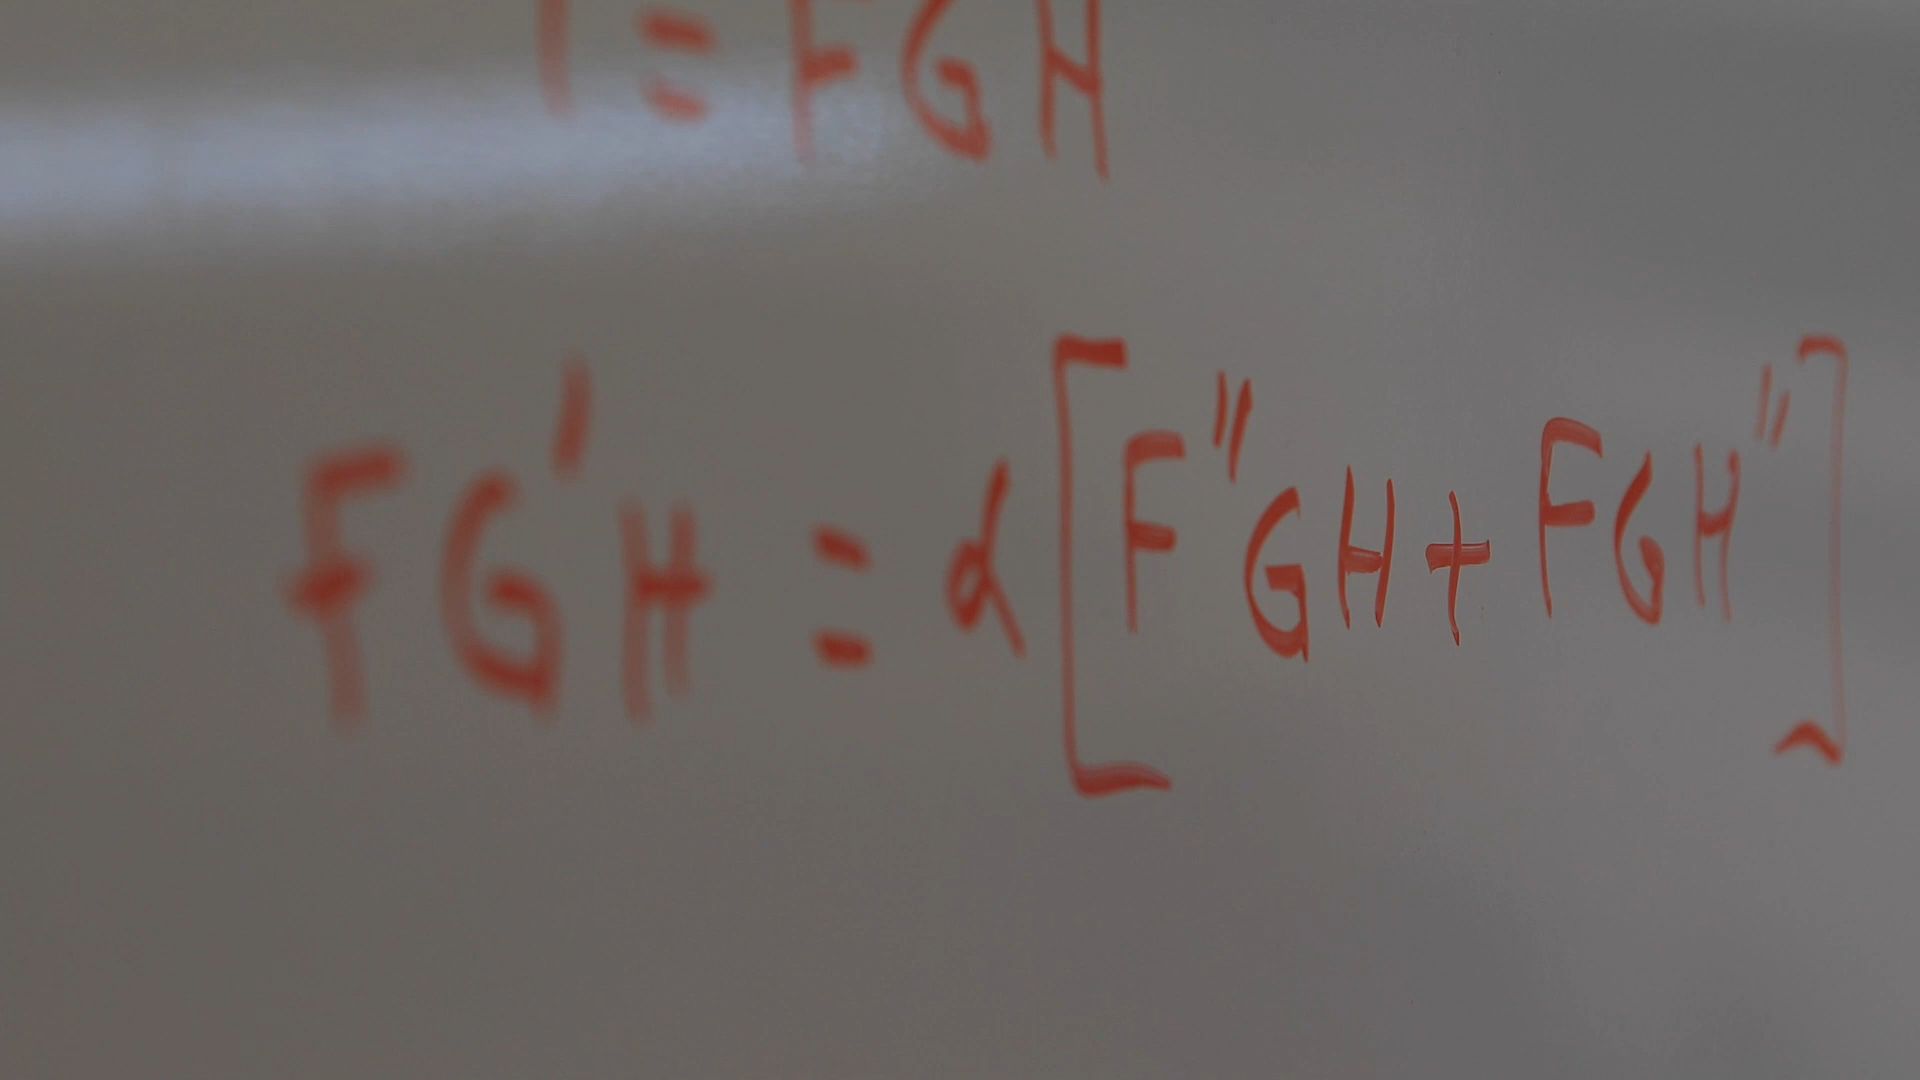 = FGH
FG'H = α[F''GH + FGH'']